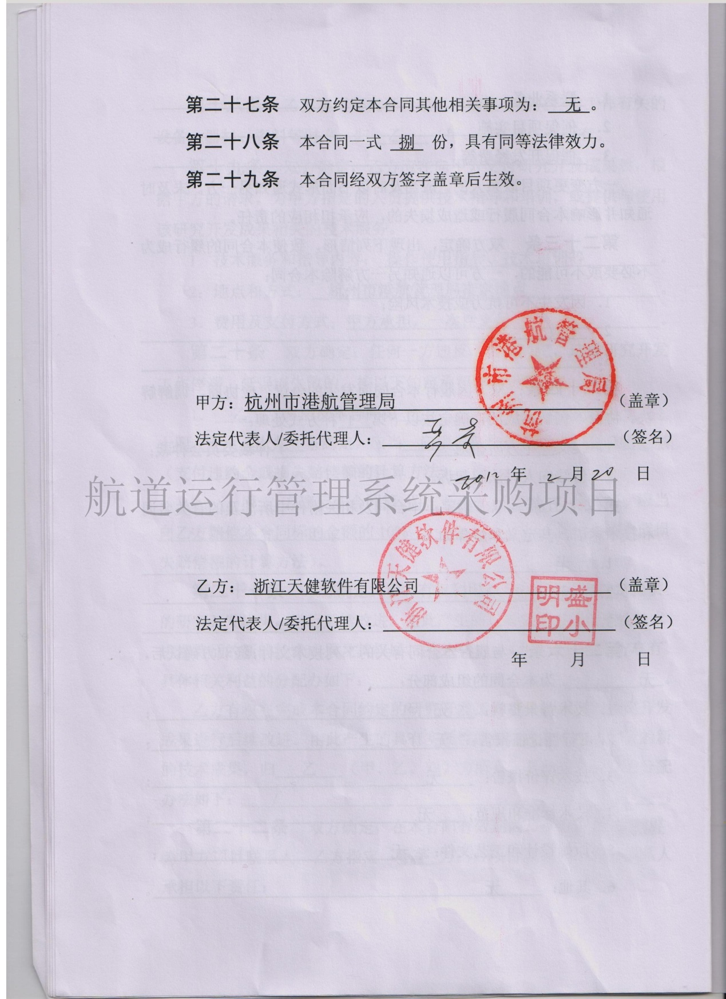 第二十七条 双方约定本合同其他相关事项为： 无 。
第二十八条 本合同一式 捌 份，具有同等法律效力。
第二十九条 本合同经双方签字盖章后生效。
杭州市港航管理局
甲方：杭州市港航管理局（盖章）
法定代表人/委托代理人：（签名）
2012 年 2 月 20 日
航道运行管理系统采购项目
浙江天健软件有限公司
乙方： 浙江天健软件有限公司（盖章）
盛小明印
法定代表人/委托代理人：（签名）
年 月 日